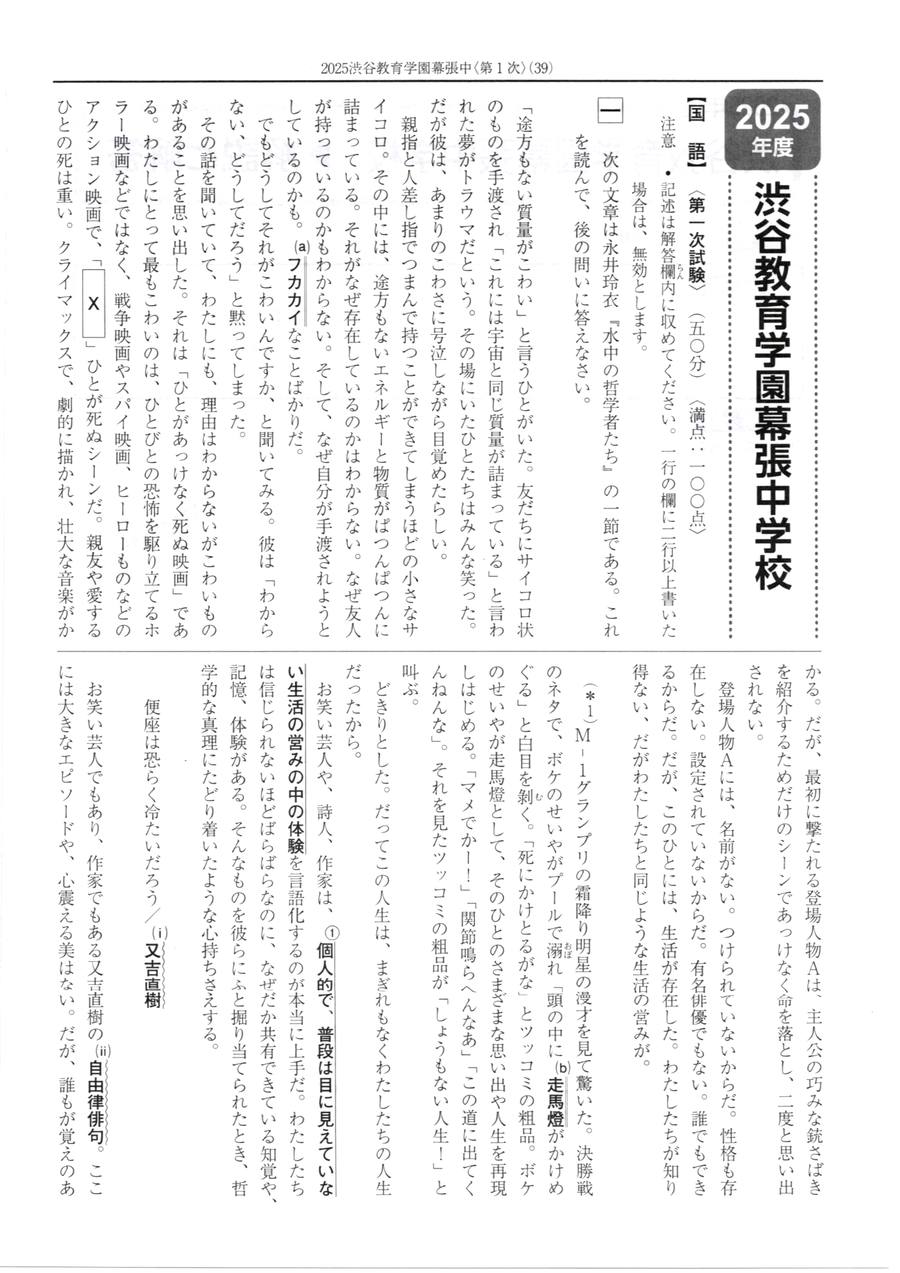 2025渋谷教育学園幕張中〈第1次〉(39)
2025年度
渋谷教育学園幕張中学校
【国語】〈第一次試験〉(五〇分)〈満点:一〇〇点〉
注意 ・記述は解答欄内に収めてください。一行の欄に二行以上書いた
場合は、無効とします。
一 次の文章は永井玲衣『水中の哲学者たち』の一節である。これ
を読んで、後の問いに答えなさい。
「途方もない質量がこわい」と言うひとがいた。友だちにサイコロ状
のものを手渡され「これには宇宙と同じ質量が詰まっている」と言わ
れた夢がトラウマだという。その場にいたひとたちはみんな笑った。
だが彼は、あまりのこわさに号泣しながら目覚めたらしい。
親指と人差し指でつまんで持つことができてしまうほどの小さなサ
イコロ。その中には、途方もないエネルギーと物質がぱつんぱつんに
詰まっている。それがなぜ存在しているのかはわからない。なぜ友人
が持っているのかもわからない。そして、なぜ自分が手渡されようと
しているのかも。(a)フカカイなことばかりだ。
でもどうしてそれがこわいんですか、と聞いてみる。彼は「わから
ない、どうしてだろう」と黙ってしまった。
その話を聞いていて、わたしにも、理由はわからないがこわいもの
があることを思い出した。それは「ひとがあっけなく死ぬ映画」であ
る。わたしにとって最もこわいのは、ひとびとの恐怖を駆り立てるホ
ラー映画などではなく、戦争映画やスパイ映画、ヒーローものなどの
アクション映画で、「X」ひとが死ぬシーンだ。親友や愛する
ひとの死は重い。クライマックスで、劇的に描かれ、壮大な音楽がか
かる。だが、最初に撃たれる登場人物Aは、主人公の巧みな銃さばき
を紹介するためだけのシーンであっけなく命を落とし、二度と思い出
されない。
登場人物Aには、名前がない。つけられていないからだ。性格も存
在しない。設定されていないからだ。有名俳優でもない。誰でもでき
るからだ。だが、このひとには、生活が存在した。わたしたちが知り
得ない、だがわたしたちと同じような生活の営みが。
(*1)M-1グランプリの霜降り明星の漫才を見て驚いた。決勝戦
のネタで、ボケのせいやがプールで溺れ「頭の中に(b)走馬燈がかけめ
ぐる」と白目を剝く。「死にかけとるがな」とツッコミの粗品。ボケ
のせいやが走馬燈として、そのひとのさまざまな思い出や人生を再現
しはじめる。「マメでかー!」「関節鳴らへんなあ」「この道に出てく
んねんな」。それを見たツッコミの粗品が「しょうもない人生!」と
叫ぶ。
どきりとした。だってこの人生は、まぎれもなくわたしたちの人生
だったから。
お笑い芸人や、詩人、作家は、①個人的で、普段は目に見えていな
い生活の営みの中の体験を言語化するのが本当に上手だ。わたしたち
は信じられないほどばらばらなのに、なぜだか共有できている知覚や、
記憶、体験がある。そんなものを彼らにふと掘り当てられたとき、哲
学的な真理にたどり着いたような心持ちさえする。
便座は恐らく冷たいだろう/(i)又吉直樹
お笑い芸人でもあり、作家でもある又吉直樹の(ii)自由律俳句。ここ
には大きなエピソードや、心震える美はない。だが、誰もが覚えのあ